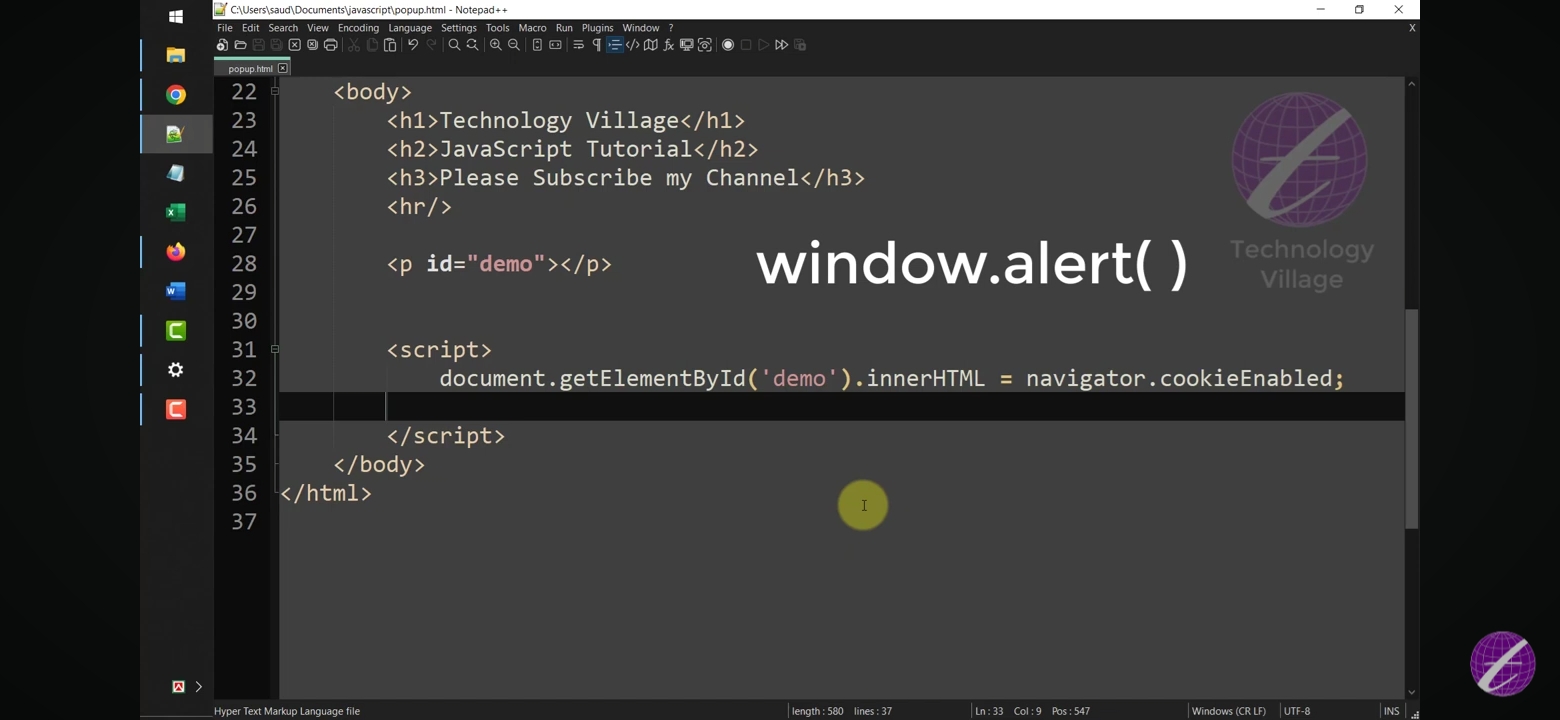 C:\Users\saud\Documents\javascript\popup.html - Notepad++
File Edit Search View Encoding Language Settings Tools Macro Run Plugins Window ? X
popup.html
22 <body>
23 <h1>Technology Village</h1>
24 <h2>JavaScript Tutorial</h2>
25 <h3>Please Subscribe my Channel</h3>
26 <hr/>
27
28 <p id="demo"></p>
window.alert( )
Technology
Village
29
30
31 <script>
32 document.getElementById('demo').innerHTML = navigator.cookieEnabled;
33
34 </script>
35 </body>
36 </html>
37
Hyper Text Markup Language file length : 580 lines : 37 Ln : 33 Col : 9 Pos : 547 Windows (CR LF) UTF-8 INS